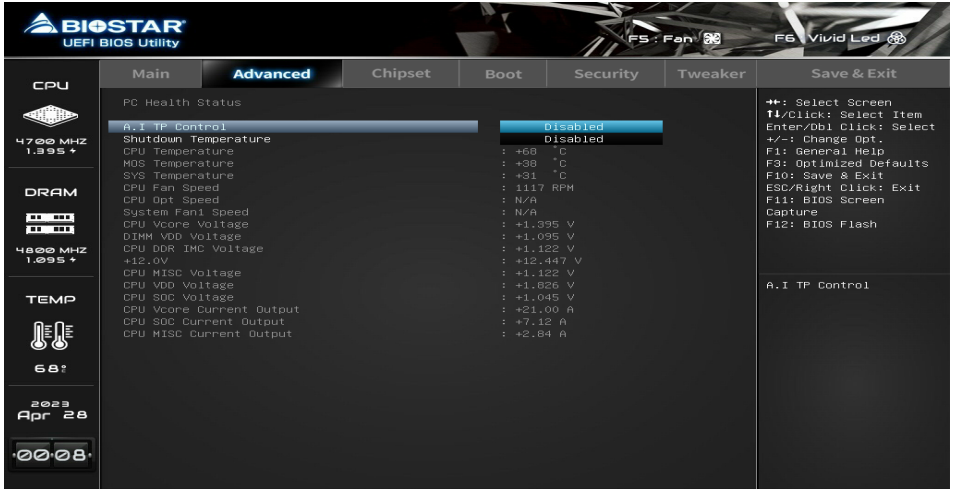 BIOSTAR®
UEFI BIOS Utility
F5 : Fan
F6 Vivid Led
Main Advanced Chipset Boot Security Tweaker Save & Exit
CPU
4700 MHZ
1.395
DRAM
4800 MHZ
1.095
TEMP
68°C
2023
Apr 28
00:08
PC Health Status
A.I TP Control Disabled
Shutdown Temperature Disabled
CPU Temperature : +68 °C
MOS Temperature : +38 °C
SYS Temperature : +31 °C
CPU Fan Speed : 1117 RPM
CPU Opt Speed : N/A
System Fan1 Speed : N/A
CPU Vcore Voltage : +1.395 V
DIMM VDD Voltage : +1.095 V
CPU DDR IMC Voltage : +1.122 V
+12.0V : +12.447 V
CPU MISC Voltage : +1.122 V
CPU VDD Voltage : +1.826 V
CPU SOC Voltage : +1.045 V
CPU Vcore Current Output : +21.00 A
CPU SOC Current Output : +7.12 A
CPU MISC Current Output : +2.84 A
→←: Select Screen
↑↓/Click: Select Item
Enter/Dbl Click: Select
+/-: Change Opt.
F1: General Help
F3: Optimized Defaults
F10: Save & Exit
ESC/Right Click: Exit
F11: BIOS Screen
Capture
F12: BIOS Flash
A.I TP Control